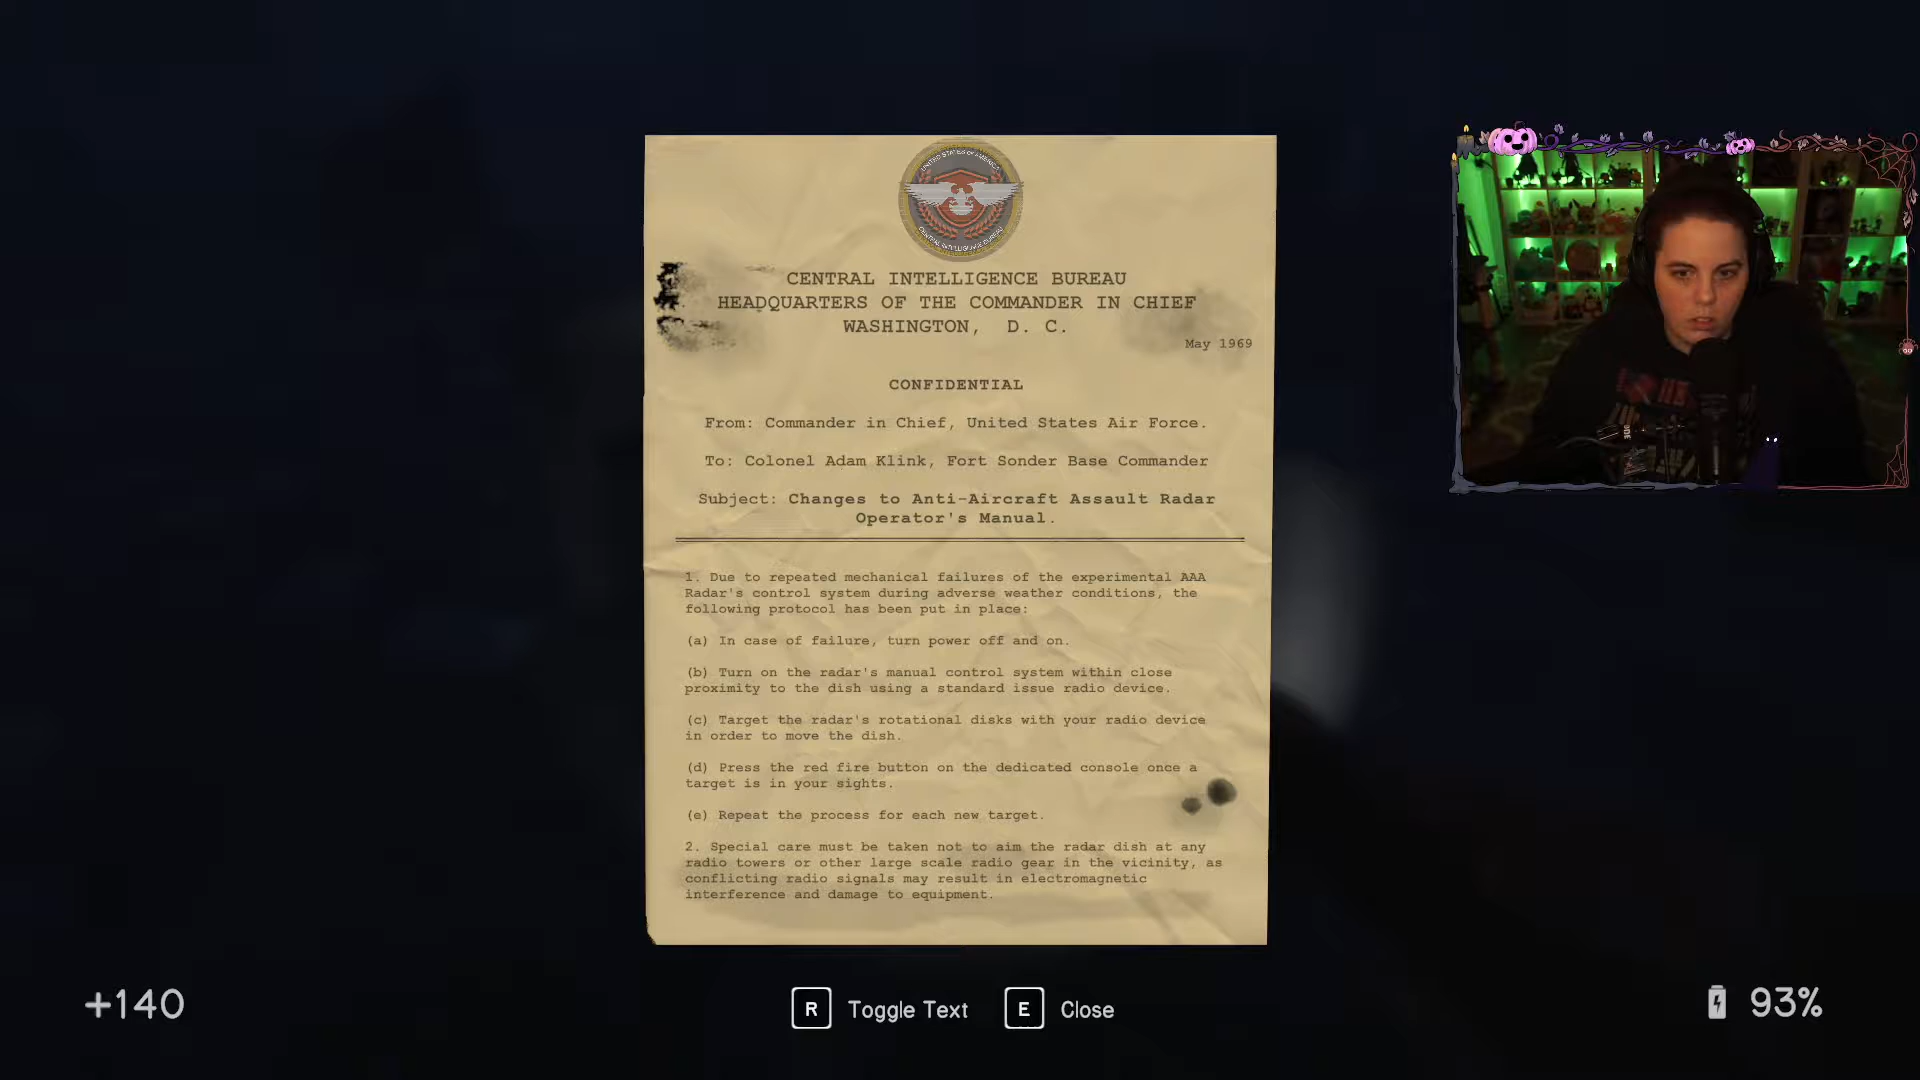 UNITED STATES OF AMERICA
CENTRAL INTELLIGENCE BUREAU
CENTRAL INTELLIGENCE BUREAU
HEADQUARTERS OF THE COMMANDER IN CHIEF
WASHINGTON, D. C.
May 1969
CONFIDENTIAL
From: Commander in Chief, United States Air Force.
To: Colonel Adam Klink, Fort Sonder Base Commander
Subject: Changes to Anti-Aircraft Assault Radar
Operator's Manual.
1. Due to repeated mechanical failures of the experimental AAA
Radar's control system during adverse weather conditions, the
following protocol has been put in place:
(a) In case of failure, turn power off and on.
(b) Turn on the radar's manual control system within close
proximity to the dish using a standard issue radio device.
(c) Target the radar's rotational disks with your radio device
in order to move the dish.
(d) Press the red fire button on the dedicated console once a
target is in your sights.
(e) Repeat the process for each new target.
2. Special care must be taken not to aim the radar dish at any
radio towers or other large scale radio gear in the vicinity, as
conflicting radio signals may result in electromagnetic
interference and damage to equipment.
+140
R Toggle Text E Close
93%